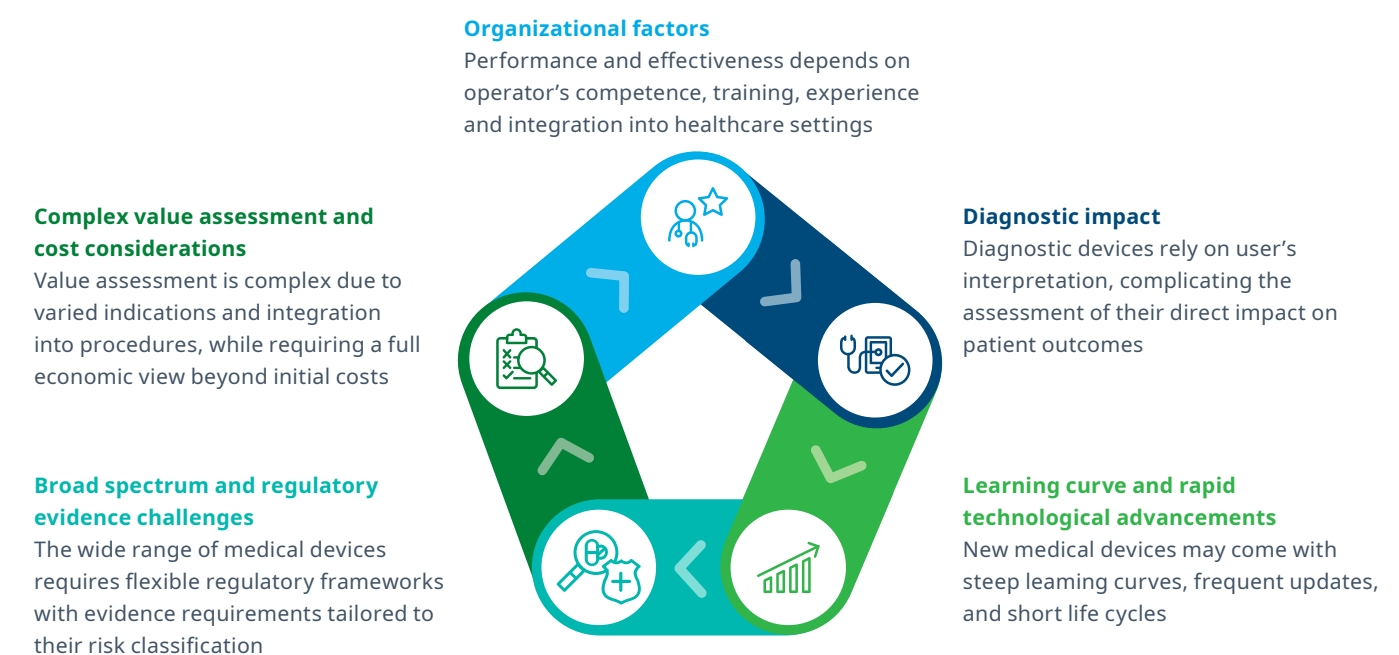 Organizational factors
Performance and effectiveness depends on
operator’s competence, training, experience
and integration into healthcare settings
Complex value assessment and
cost considerations
Value assessment is complex due to
varied indications and integration
into procedures, while requiring a full
economic view beyond initial costs
Diagnostic impact
Diagnostic devices rely on user’s
interpretation, complicating the
assessment of their direct impact on
patient outcomes
Broad spectrum and regulatory
evidence challenges
The wide range of medical devices
requires flexible regulatory frameworks
with evidence requirements tailored to
their risk classification
Learning curve and rapid
technological advancements
New medical devices may come with
steep leaming curves, frequent updates,
and short life cycles